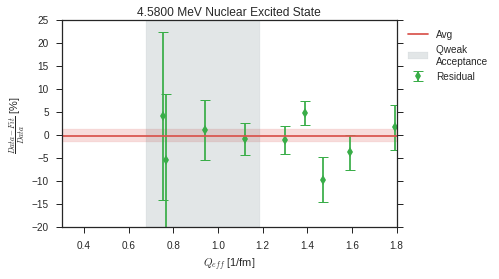 4.5800 MeV Nuclear Excited State
25
20
15
10
5
0
−5
−10
−15
−20
Data − Fit / Data [%]
0.4 0.6 0.8 1.0 1.2 1.4 1.6 1.8
Q_eff [1/fm]
Avg
Qweak
Acceptance
Residual